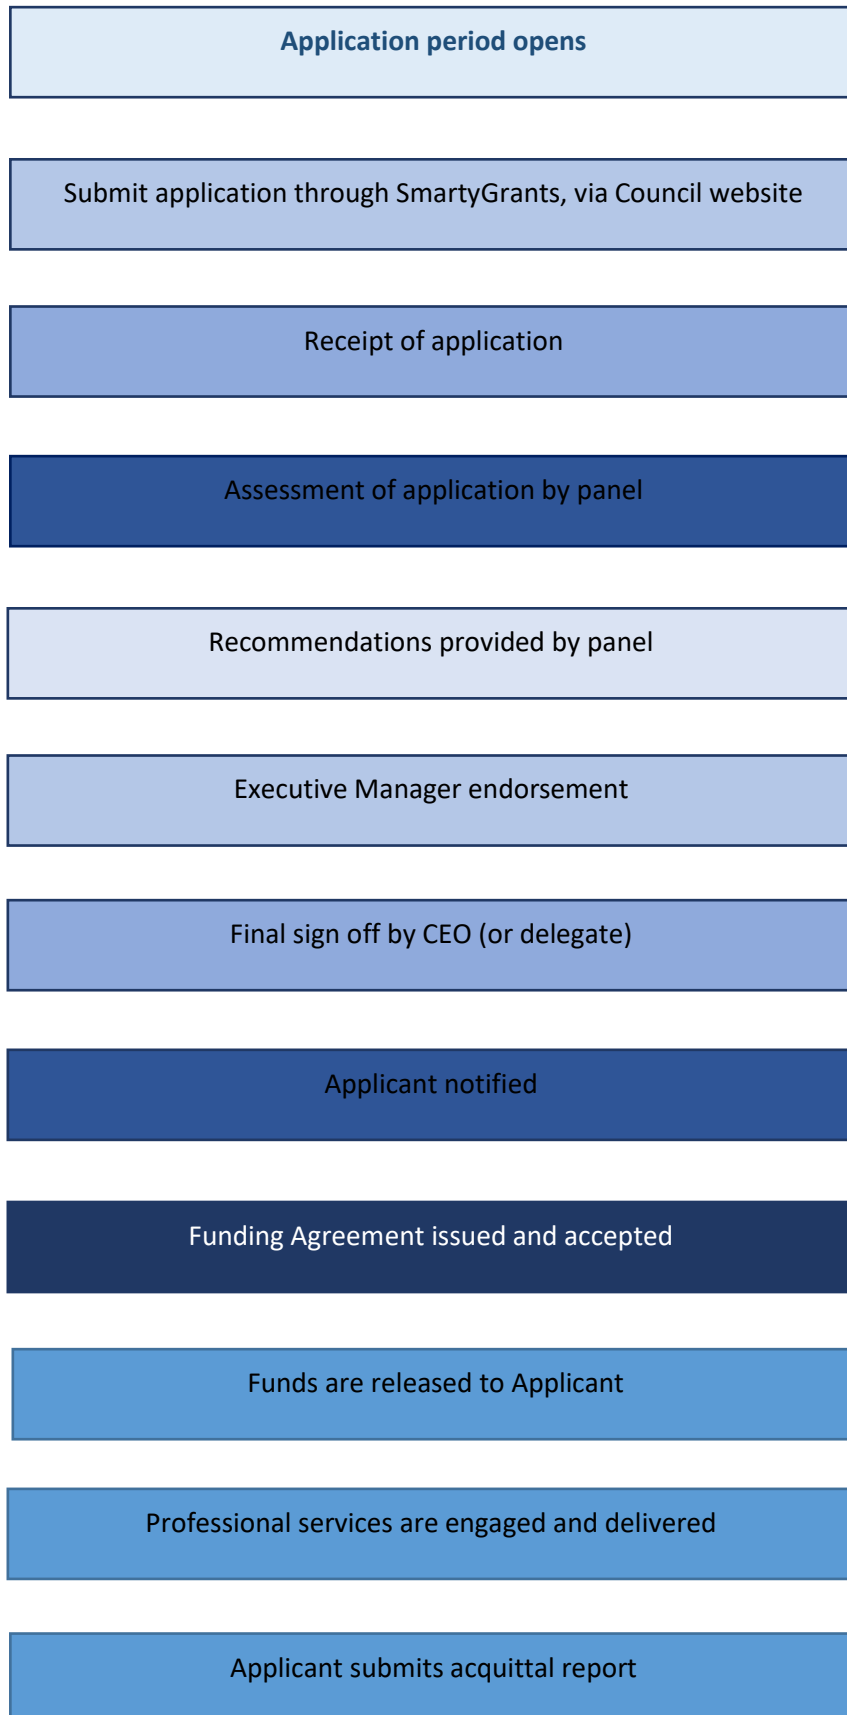 Application period opens
Submit application through SmartyGrants, via Council website
Receipt of application
Assessment of application by panel
Recommendations provided by panel
Executive Manager endorsement
Final sign off by CEO (or delegate)
Applicant notified
Funding Agreement issued and accepted
Funds are released to Applicant
Professional services are engaged and delivered
Applicant submits acquittal report